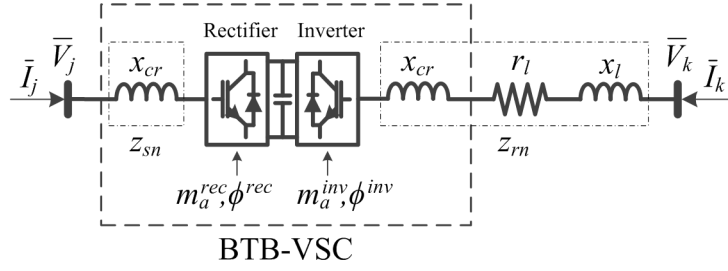 Rectifier Inverter
V̄_j x_cr x_cr r_l x_l V̄_k
Ī_j Ī_k
z_sn z_rn
m_a^rec,ϕ^rec m_a^inv,ϕ^inv
BTB-VSC